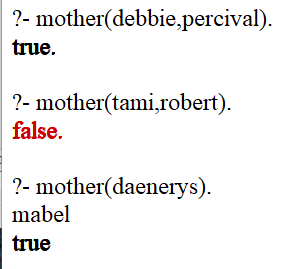 ?- mother(debbie,percival).
true.
?- mother(tami,robert).
false.
?- mother(daenerys).
mabel
true